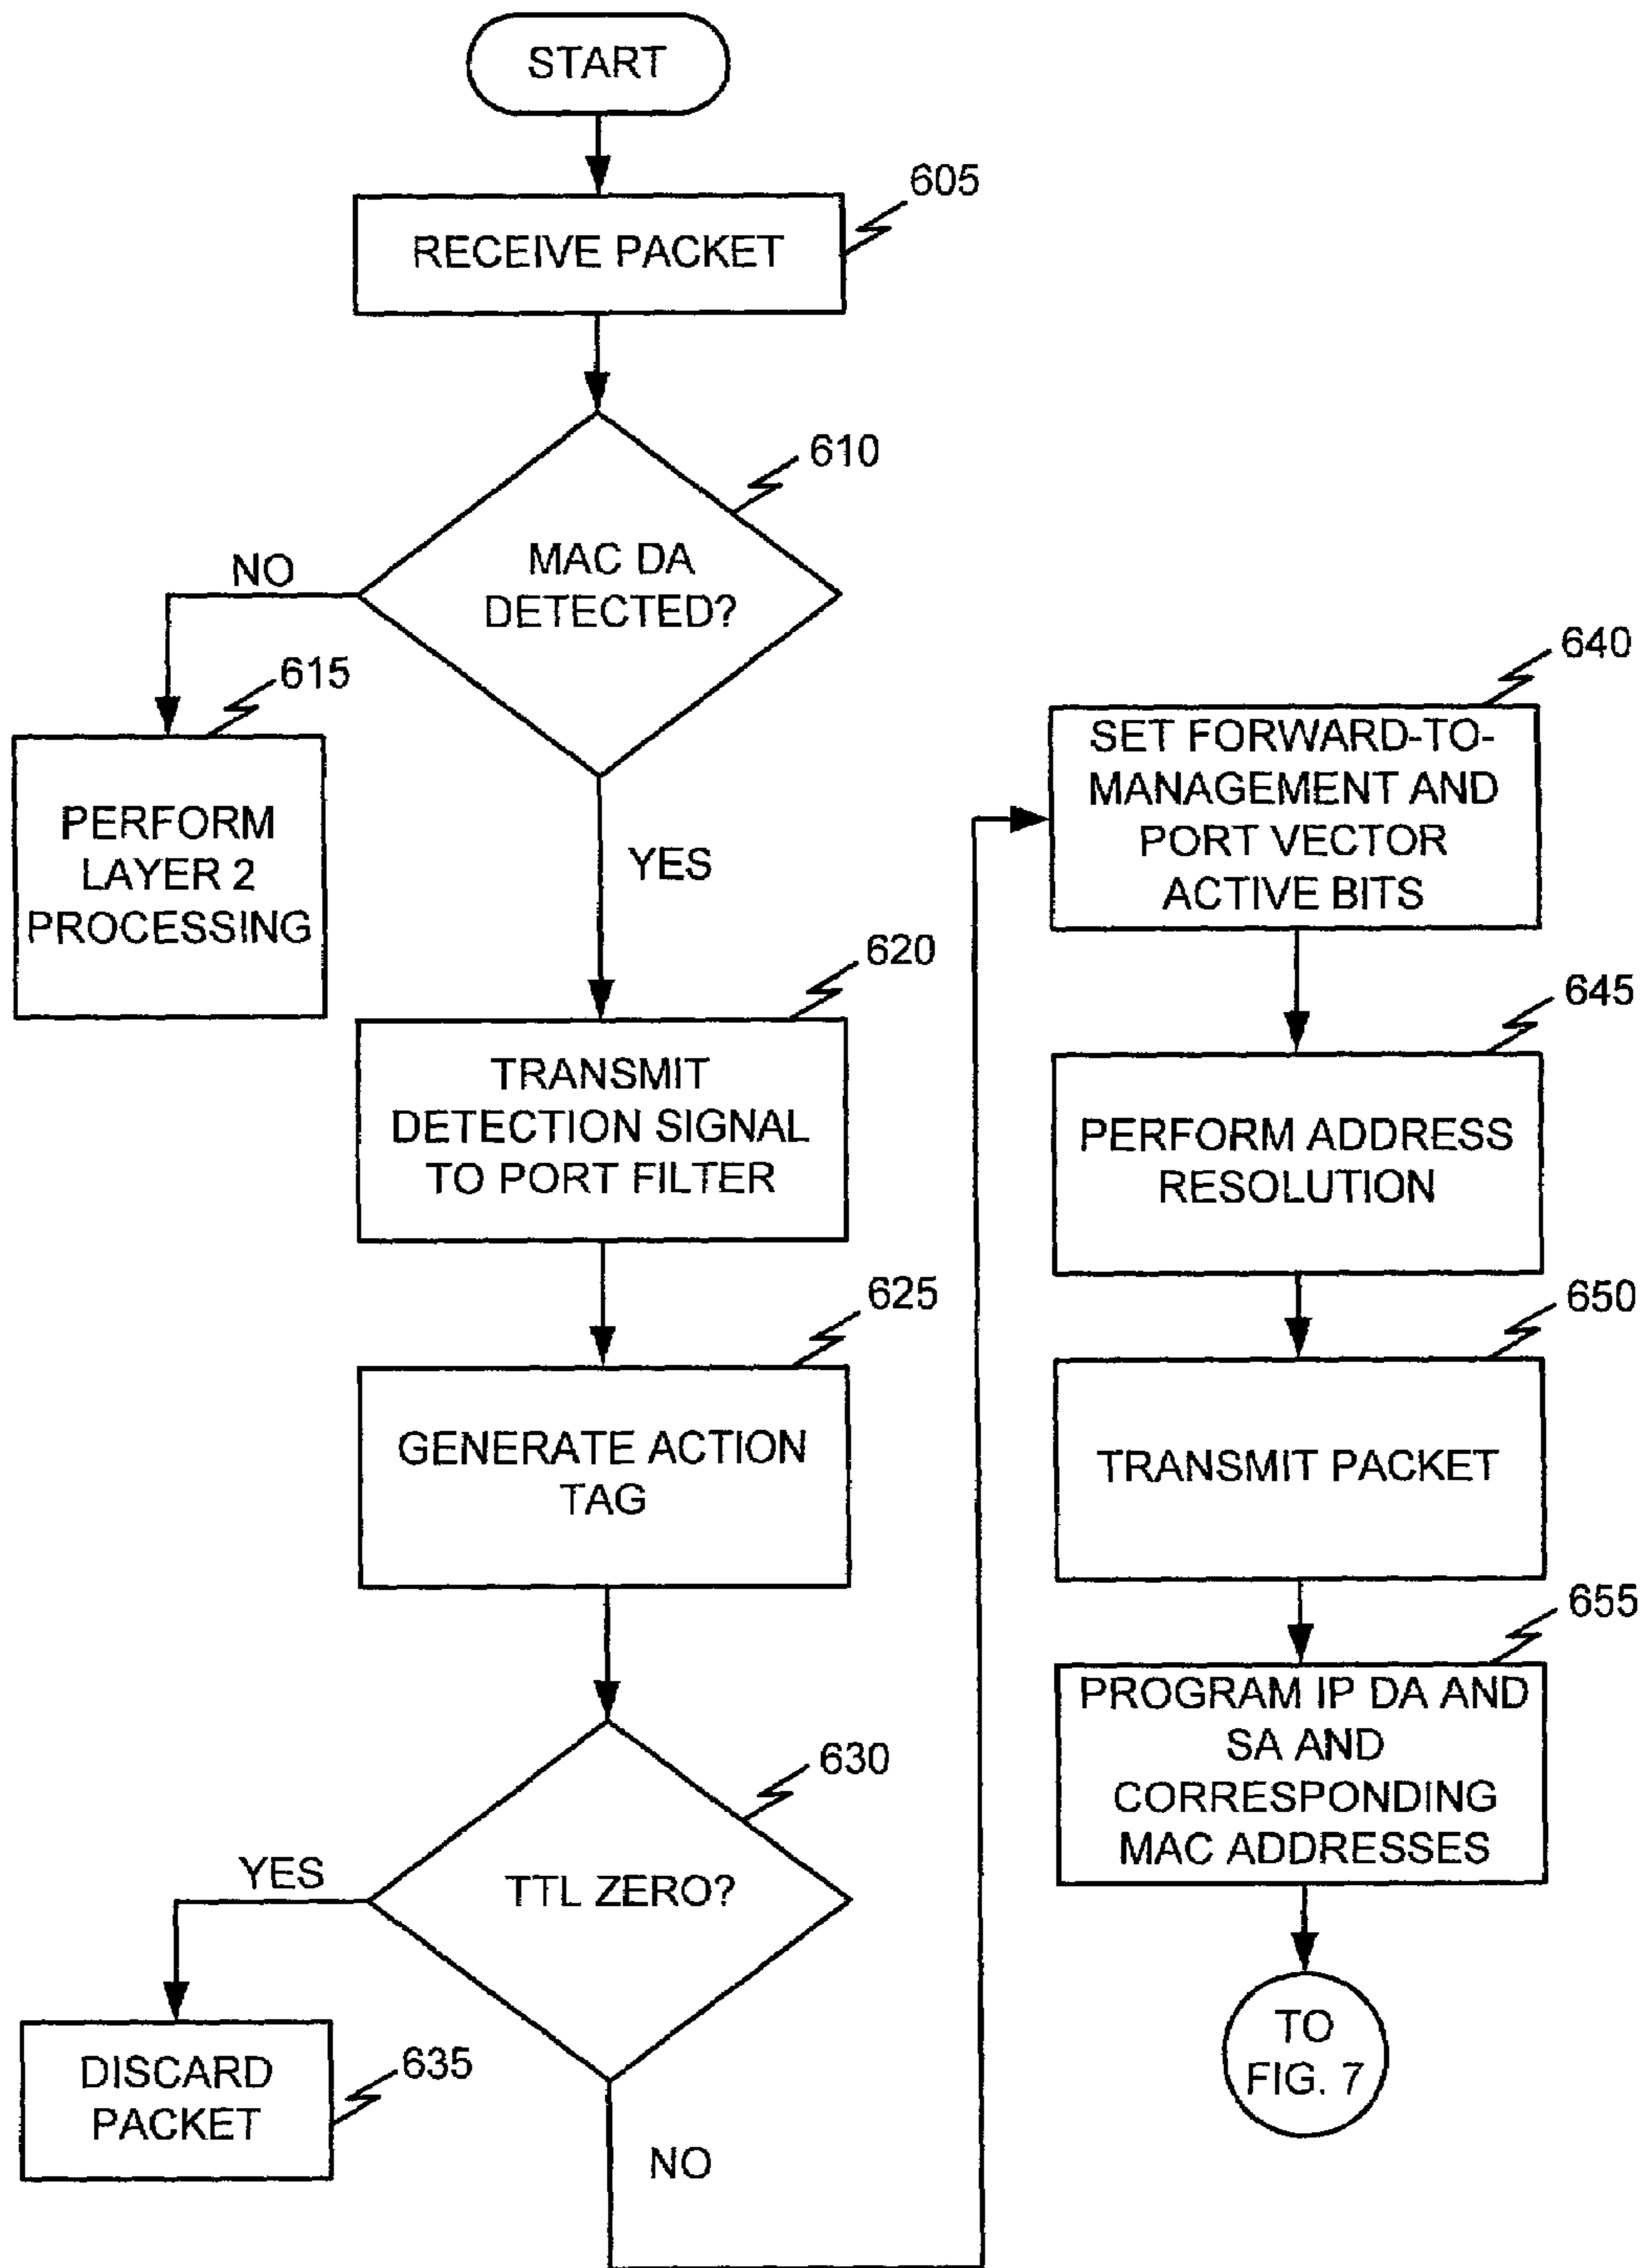 START
605
RECEIVE PACKET
610
MAC DA
DETECTED?
NO
615
PERFORM
LAYER 2
PROCESSING
YES
620
TRANSMIT
DETECTION SIGNAL
TO PORT FILTER
625
GENERATE ACTION
TAG
630
TTL ZERO?
YES
635
DISCARD
PACKET
NO
640
SET FORWARD-TO-
MANAGEMENT AND
PORT VECTOR
ACTIVE BITS
645
PERFORM ADDRESS
RESOLUTION
650
TRANSMIT PACKET
655
PROGRAM IP DA AND
SA AND
CORRESPONDING
MAC ADDRESSES
TO
FIG. 7